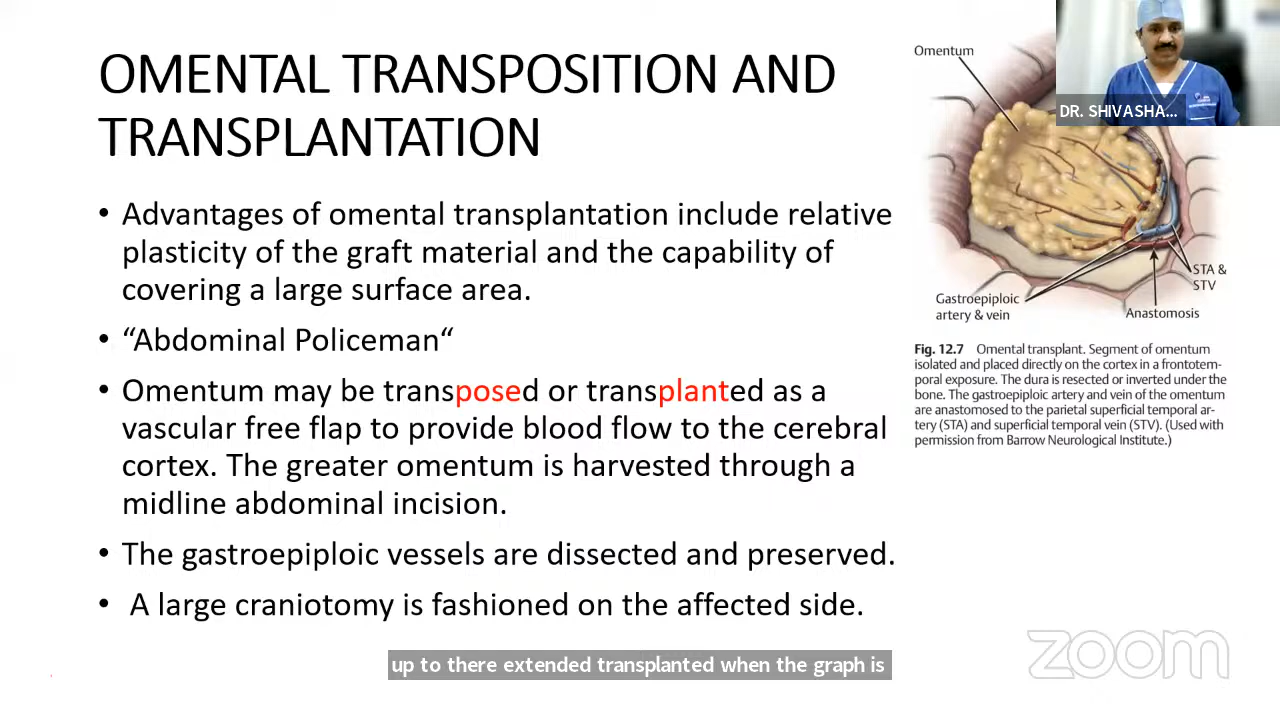 OMENTAL TRANSPOSITION AND
TRANSPLANTATION
• Advantages of omental transplantation include relative
plasticity of the graft material and the capability of
covering a large surface area.
• “Abdominal Policeman“
• Omentum may be transposed or transplanted as a
vascular free flap to provide blood flow to the cerebral
cortex. The greater omentum is harvested through a
midline abdominal incision.
• The gastroepiploic vessels are dissected and preserved.
• A large craniotomy is fashioned on the affected side.
Omentum
DR. SHIVASHA...
STA &
STV
Gastroepiploic
artery & vein
Anastomosis
Fig. 12.7 Omental transplant. Segment of omentum
isolated and placed directly on the cortex in a frontotem-
poral exposure. The dura is resected or inverted under the
bone. The gastroepiploic artery and vein of the omentum
are anastomosed to the parietal superficial temporal ar-
tery (STA) and superficial temporal vein (STV). (Used with
permission from Barrow Neurological Institute.)
zoom
up to there extended transplanted when the graph is